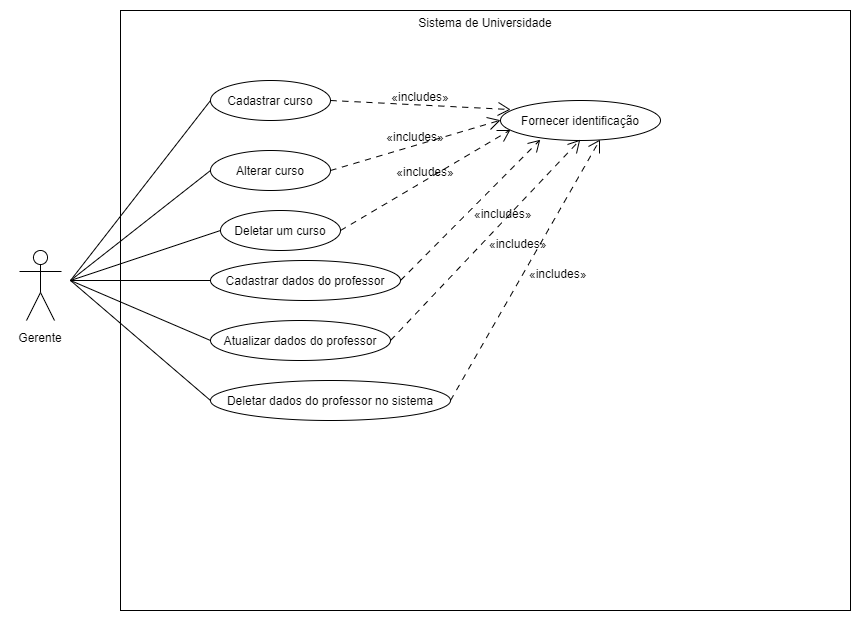 Sistema de Universidade
Cadastrar curso
«includes»
Fornecer identificação
«includes»
Alterar curso
«includes»
Deletar um curso
«includes»
«includes»
Cadastrar dados do professor
«includes»
Gerente
Atualizar dados do professor
Deletar dados do professor no sistema